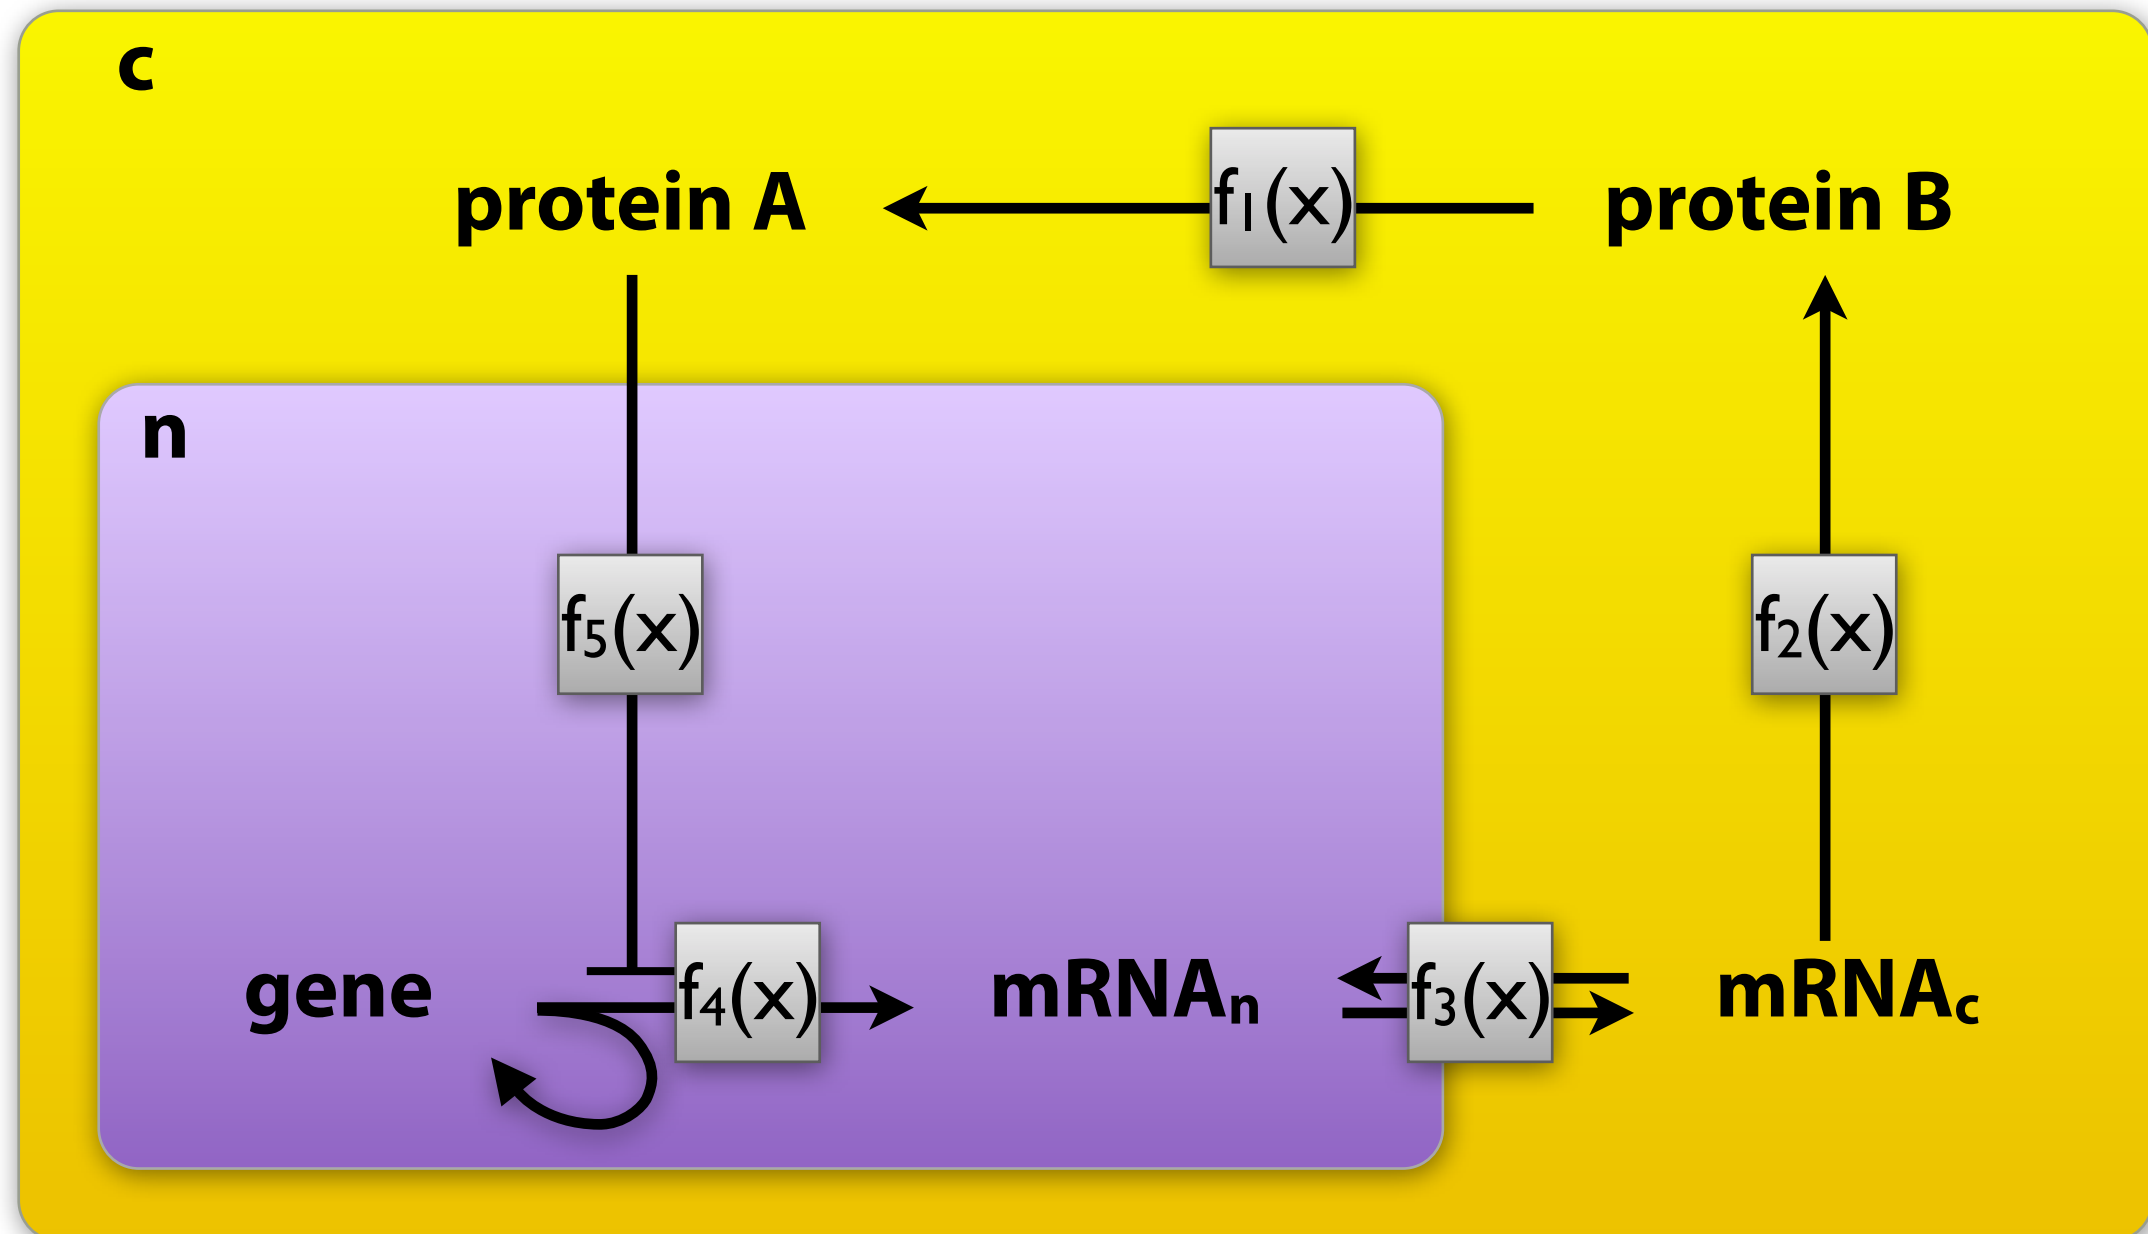 c
protein A
f1(x)
protein B
n
f5(x)
f2(x)
gene
f4(x)
mRNAn
f3(x)
mRNAc